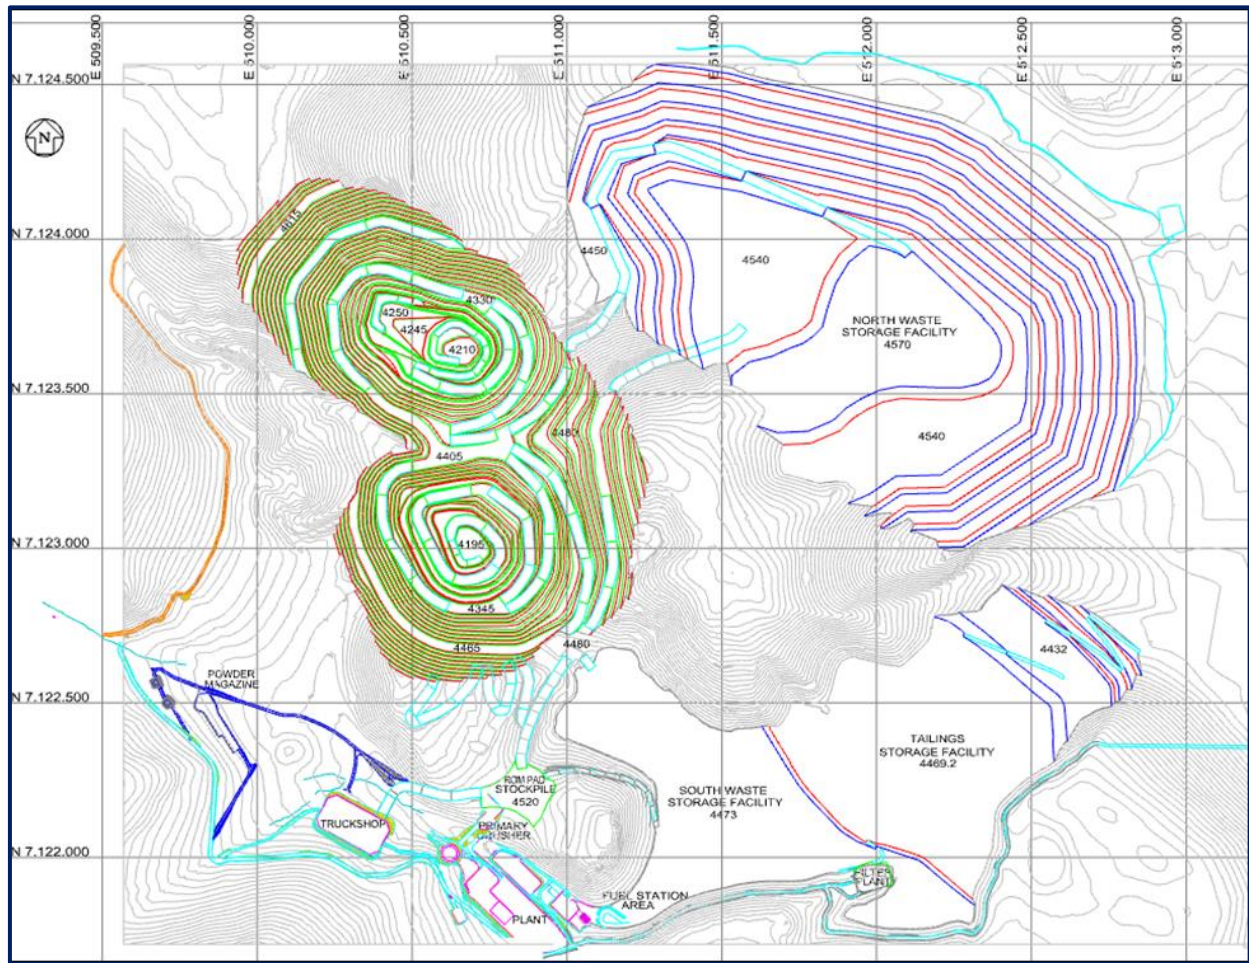 E 509.500
E 510.000
E 510.500
E 511.000
E 511.500
E 512.000
E 512.500
E 513.000
N 7.124.500
N
4615
N 7.124.000
4450
4540
4330
4250
4245
4210
NORTH WASTE
STORAGE FACILITY
4570
N 7.123.500
4480
4540
4405
N 7.123.000
4195
4345
4465
4480
4432
POWDER
MAGAZINE
N 7.122.500
TAILINGS
STORAGE FACILITY
4469.2
ROM PAD
STOCKPILE
4520
SOUTH WASTE
STORAGE FACILITY
4473
TRUCKSHOP
PRIMARY
CRUSHER
N 7.122.000
FILTER
PLANT
FUEL STATION
AREA
PLANT